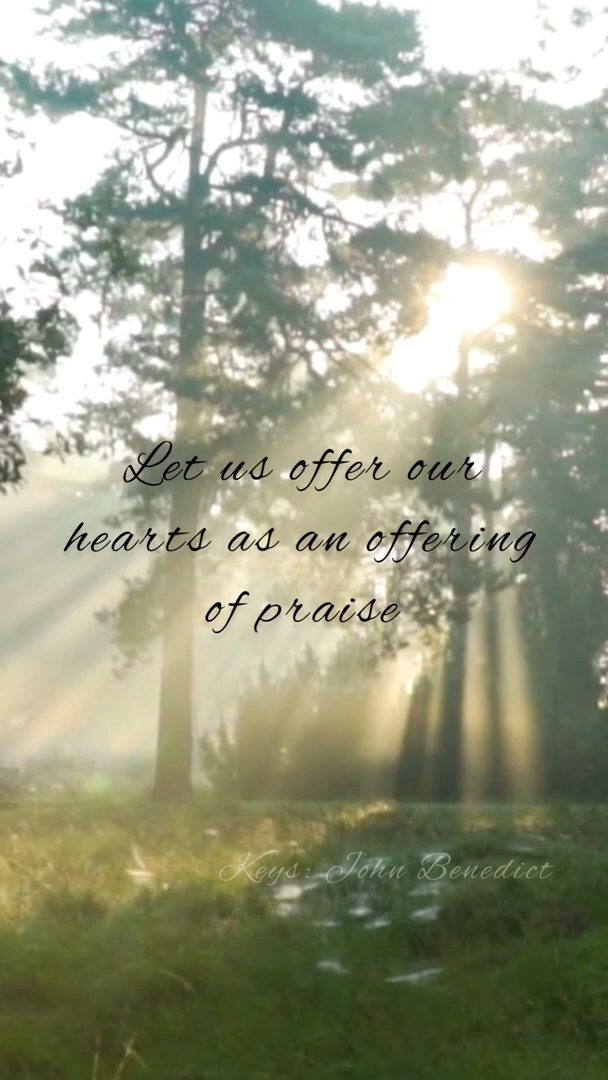 Let us offer our
hearts as an offering
of praise
Keys: John Benedict